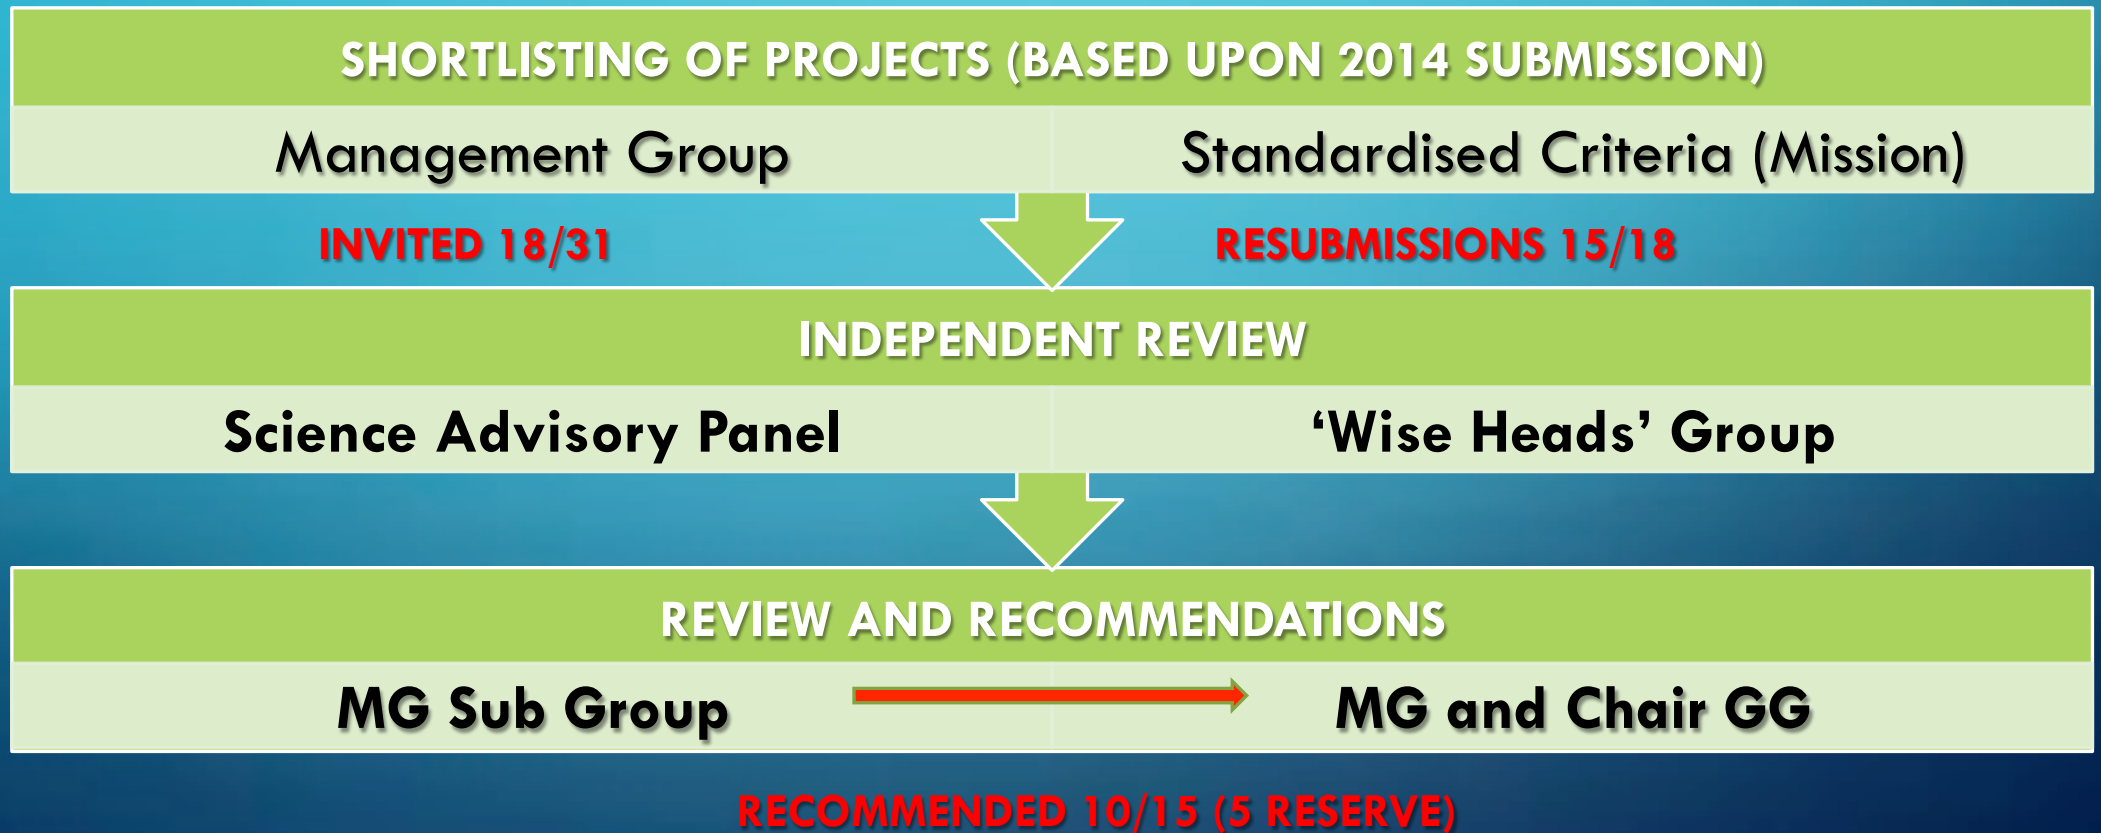 SHORTLISTING OF PROJECTS (BASED UPON 2014 SUBMISSION)
Management Group
Standardised Criteria (Mission)
INVITED 18/31
RESUBMISSIONS 15/18
INDEPENDENT REVIEW
Science Advisory Panel
‘Wise Heads’ Group
REVIEW AND RECOMMENDATIONS
MG Sub Group
MG and Chair GG
RECOMMENDED 10/15 (5 RESERVE)